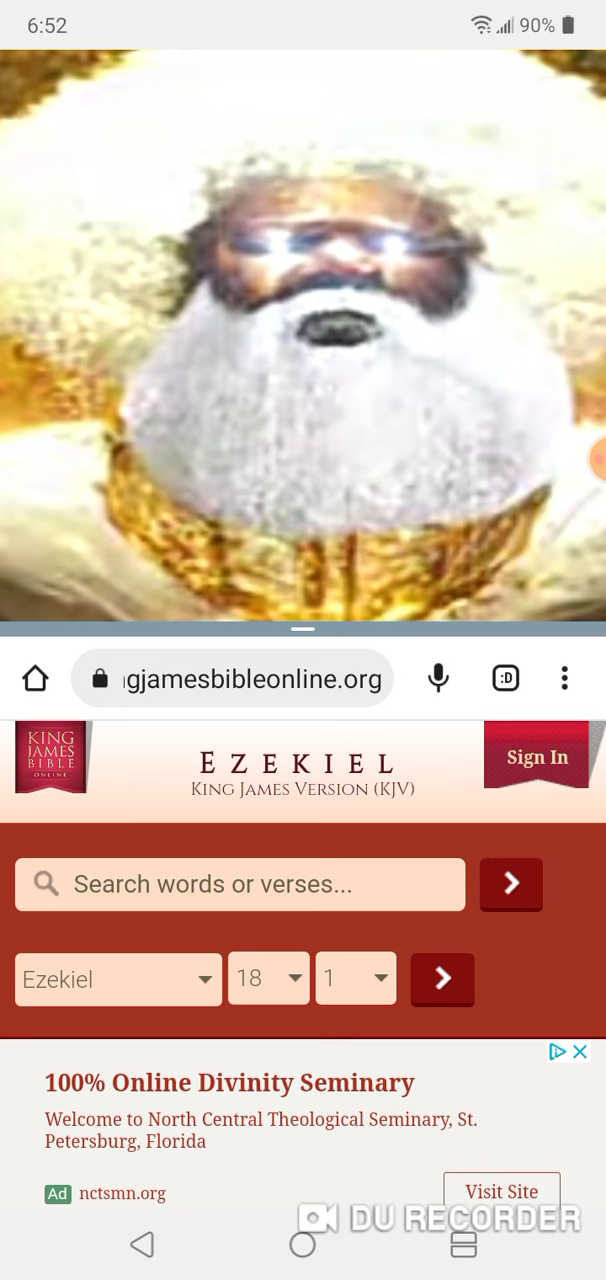 6:52
90%
gjamesbibleonline.org
:D
KING
JAMES
BIBLE
ONLINE
EZEKIEL
KING JAMES VERSION (KJV)
Sign In
Search words or verses...
Ezekiel
18
1
100% Online Divinity Seminary
Welcome to North Central Theological Seminary, St.
Petersburg, Florida
Ad nctsmn.org
Visit Site
DU RECORDER